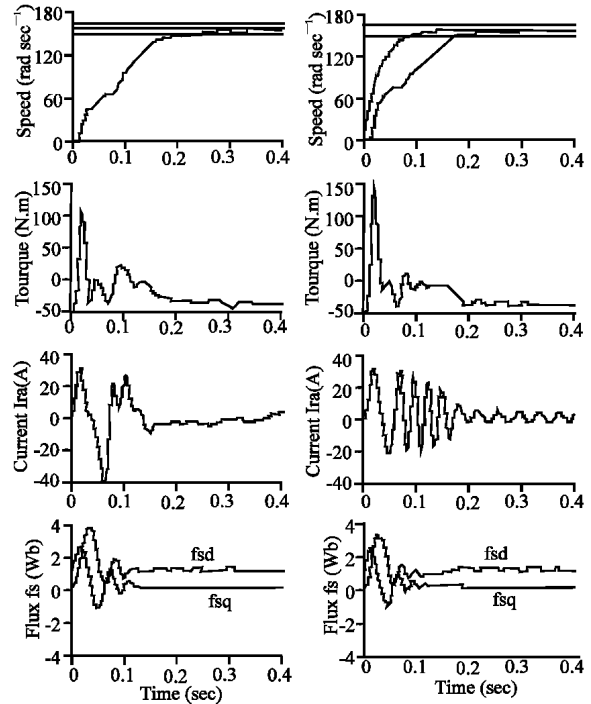 Speed (rad sec⁻¹)
180
120
60
0
0 0.1 0.2 0.3 0.4
Speed (rad sec⁻¹)
180
120
60
0
0 0.1 0.2 0.3 0.4
Tourque (N.m)
150
100
50
0
-50
0 0.1 0.2 0.3 0.4
Tourque (N.m)
150
100
50
0
-50
0 0.1 0.2 0.3 0.4
Current Ira(A)
40
20
0
-20
-40
0 0.1 0.2 0.3 0.4
Current Ira(A)
40
20
0
-20
-40
0 0.1 0.2 0.3 0.4
Flux fs (Wb)
4
2
0
-2
-4
fsd
fsq
0 0.1 0.2 0.3 0.4
Time (sec)
Flux fs (Wb)
4
2
0
-2
-4
fsd
fsq
0 0.1 0.2 0.3 0.4
Time (sec)